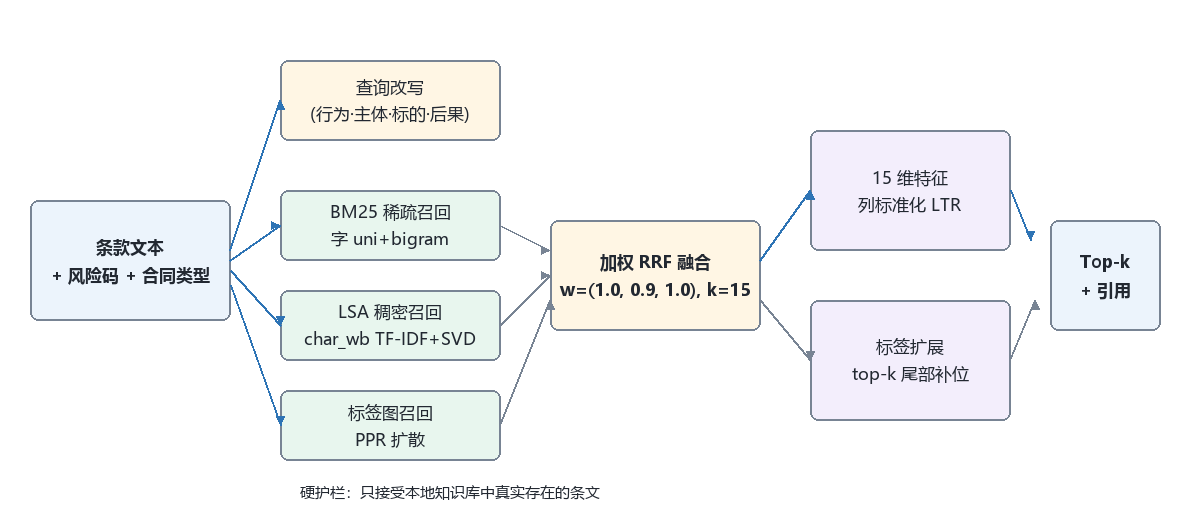 条款文本
+ 风险码 + 合同类型
查询改写
(行为·主体·标的·后果)
BM25 稀疏召回
字 uni+bigram
LSA 稠密召回
char_wb TF-IDF+SVD
标签图召回
PPR 扩散
加权 RRF 融合
w=(1.0, 0.9, 1.0), k=15
15 维特征
列标准化 LTR
标签扩展
top-k 尾部补位
Top-k
+ 引用
硬护栏：只接受本地知识库中真实存在的条文